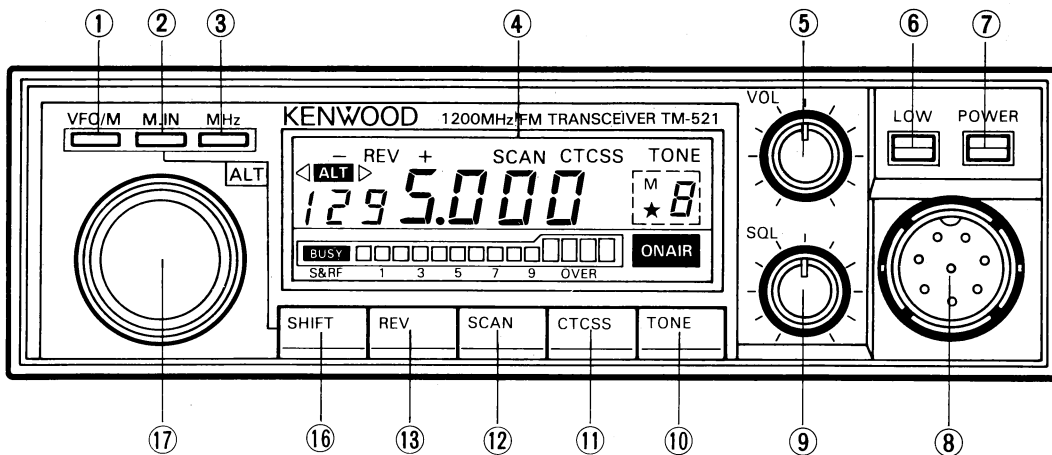 ① ② ③ ④ ⑤ ⑥ ⑦
VFO/M M.IN MHz
KENWOOD 1200MHz FM TRANSCEIVER TM-521
VOL
LOW POWER
ALT
− REV + SCAN CTCSS TONE
◁ ALT ▷
M
129 5.000 ★ 8
SQL
BUSY
ON AIR
S&RF 1 3 5 7 9 OVER
SHIFT REV SCAN CTCSS TONE
⑰ ⑯ ⑬ ⑫ ⑪ ⑩ ⑨ ⑧